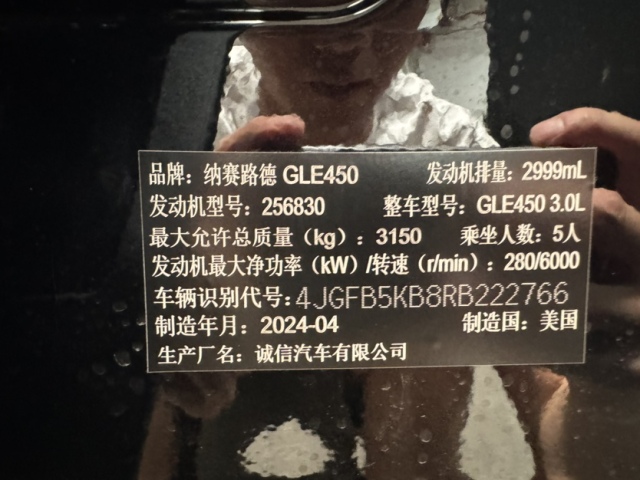 品牌：纳赛路德 GLE450 发动机排量：2999mL
发动机型号：256830 整车型号：GLE450 3.0L
最大允许总质量（kg）：3150 乘坐人数：5人
发动机最大净功率（kW）/转速（r/min）：280/6000
车辆识别代号：4JGFB5KB8RB222766
制造年月：2024-04 制造国：美国
生产厂名：诚信汽车有限公司